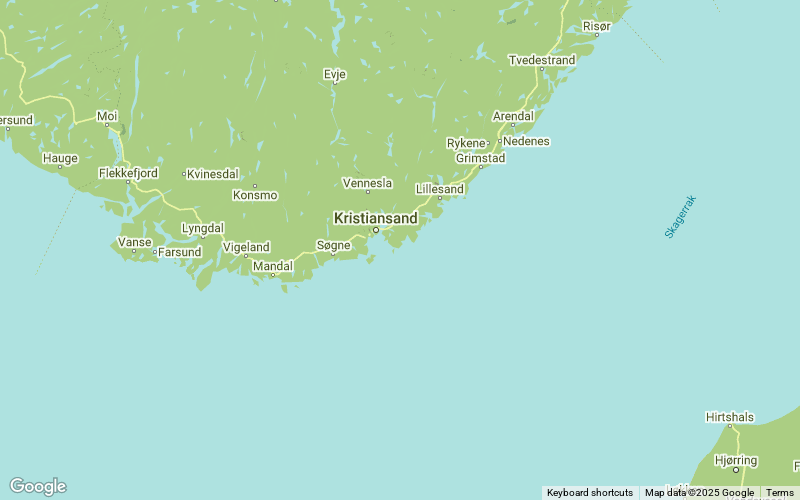 Risør
Tvedestrand
Evje
Moi
Arendal
Rykene
Nedenes
Hauge
Grimstad
Flekkefjord
Kvinesdal
Vennesla
Konsmo
Lillesand
Kristiansand
Skagerrak
Lyngdal
Vanse
Farsund
Vigeland
Søgne
Mandal
Hirtshals
Hjørring
Google
Keyboard shortcuts
Map data ©2025 Google
Terms